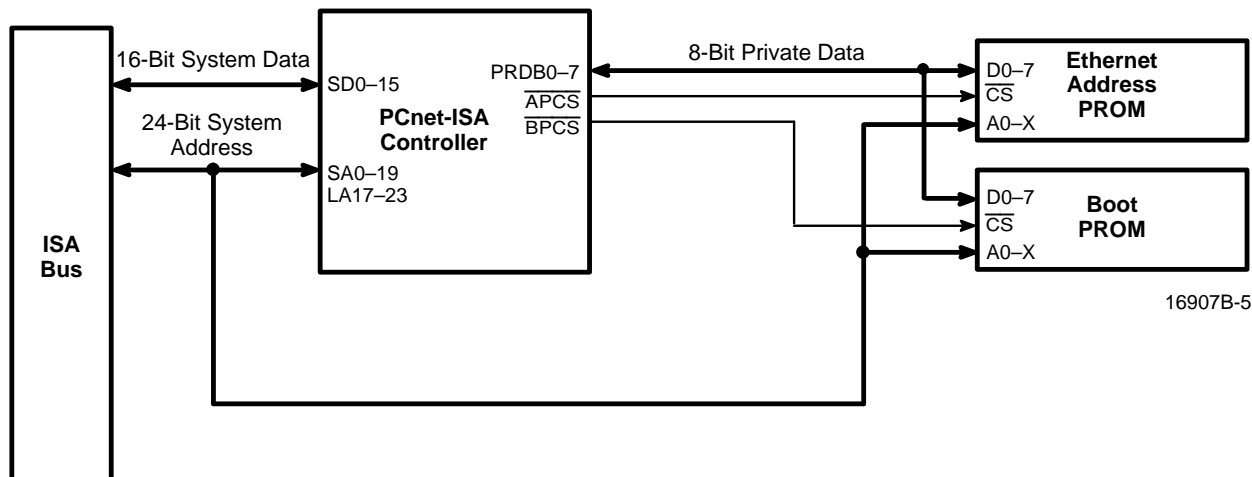 ISA
Bus
16-Bit System Data
24-Bit System
Address
SD0–15
PCnet-ISA
Controller
SA0–19
LA17–23
PRDB0–7
APCS
BPCS
8-Bit Private Data
D0–7
CS
A0–X
Ethernet
Address
PROM
D0–7
CS
A0–X
Boot
PROM
16907B-5